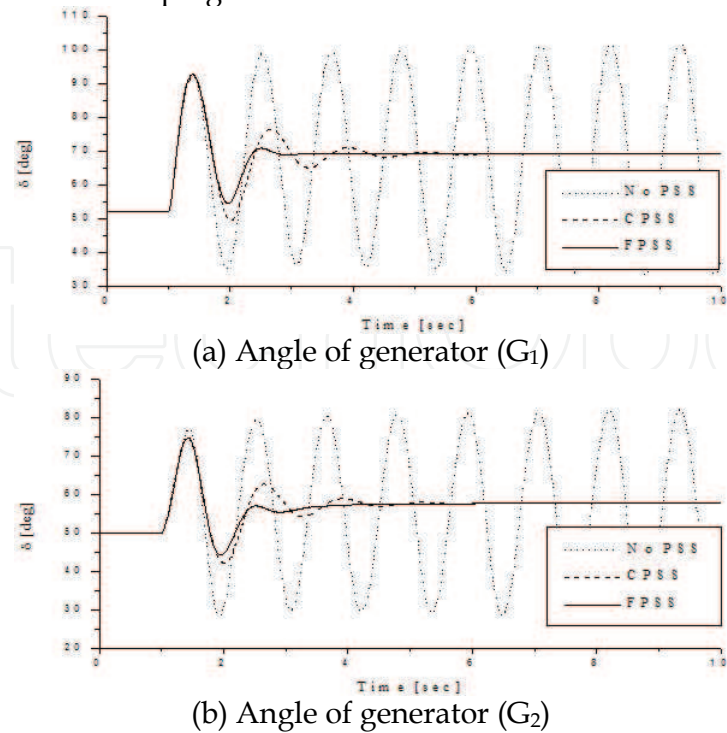 110
100
90
80
70
60
50
40
30
δ [deg]
No PSS
CPSS
FPSS
0 2 4 6 8 10
Time [sec]
(a) Angle of generator (G₁)
90
80
70
60
50
40
30
20
δ [deg]
No PSS
CPSS
FPSS
0 2 4 6 8 10
Time [sec]
(b) Angle of generator (G₂)